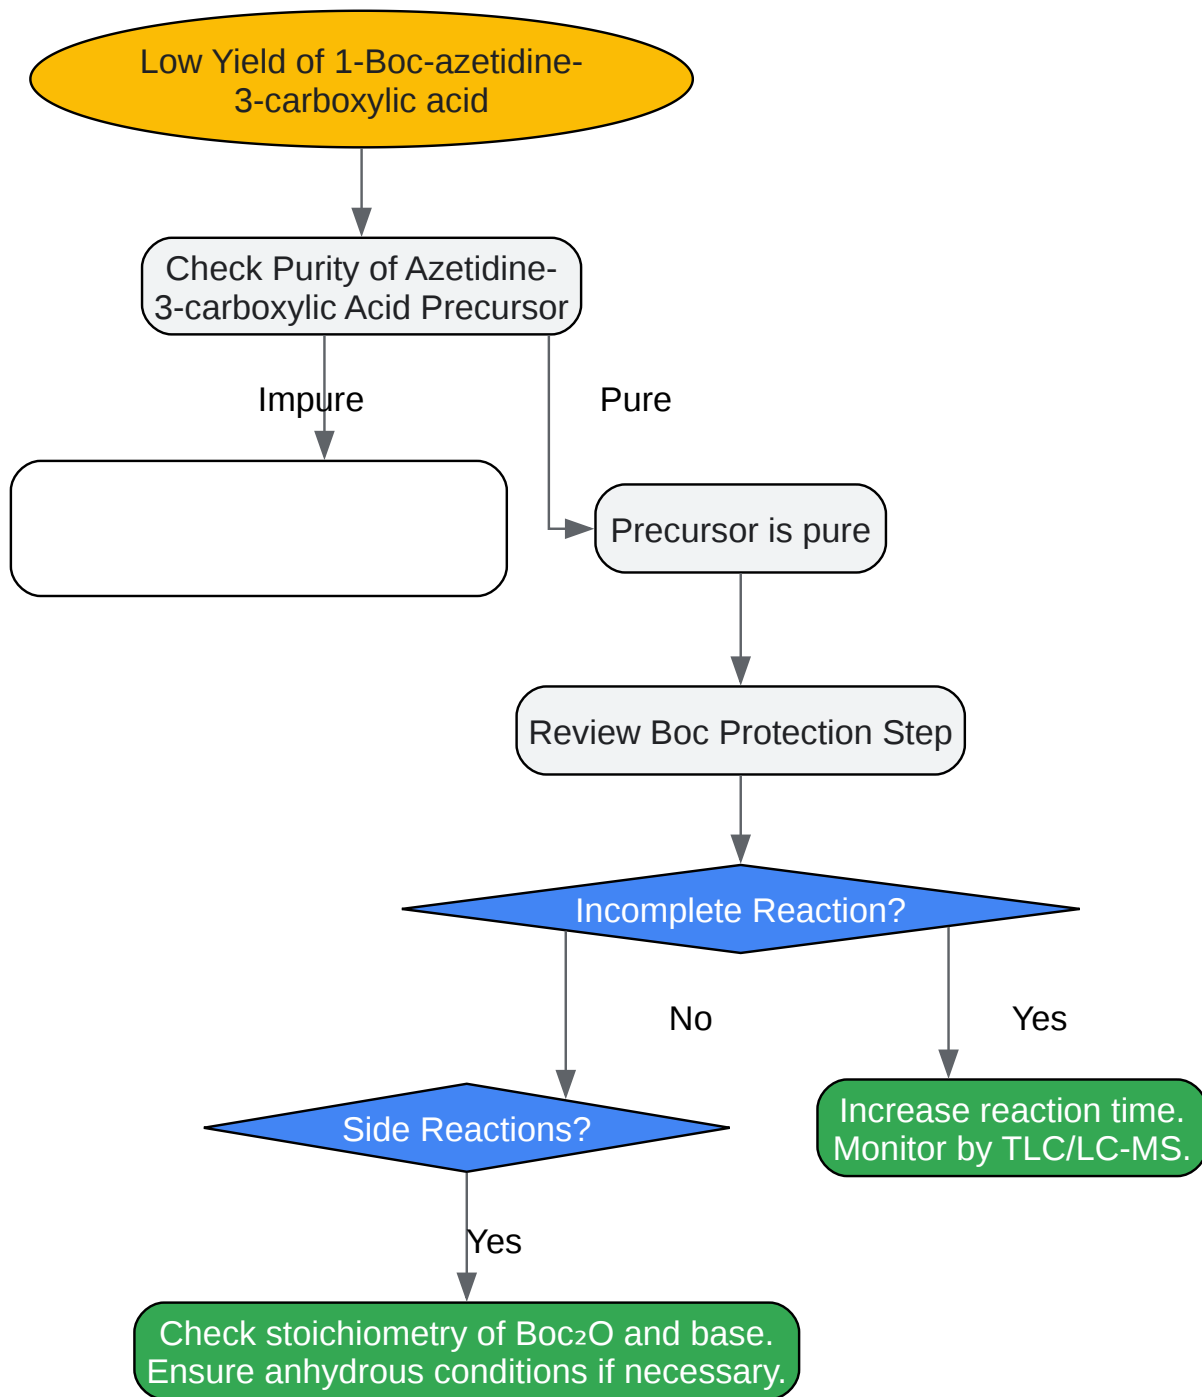 Low Yield of 1-Boc-azetidine-
3-carboxylic acid
Check Purity of Azetidine-
3-carboxylic Acid Precursor
Impure
Pure
Precursor is pure
Review Boc Protection Step
Incomplete Reaction?
No
Yes
Side Reactions?
Increase reaction time.
Monitor by TLC/LC-MS.
Yes
Check stoichiometry of Boc₂O and base.
Ensure anhydrous conditions if necessary.